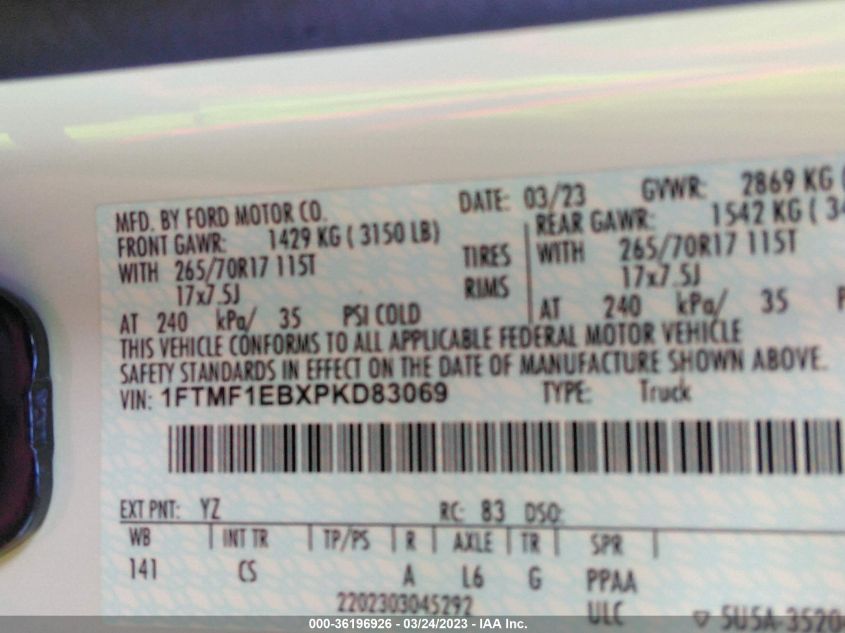 MFD. BY FORD MOTOR CO. DATE: 03/23 GVWR: 2869 KG (
FRONT GAWR: 1429 KG ( 3150 LB) REAR GAWR: 1542 KG ( 34
WITH 265/70R17 115T TIRES WITH 265/70R17 115T
17x7.5J RIMS 17x7.5J
AT 240 kPa/ 35 PSI COLD AT 240 kPa/ 35 P
THIS VEHICLE CONFORMS TO ALL APPLICABLE FEDERAL MOTOR VEHICLE
SAFETY STANDARDS IN EFFECT ON THE DATE OF MANUFACTURE SHOWN ABOVE.
VIN: 1FTMF1EBXPKD83069 TYPE: Truck
EXT PNT: YZ RC: 83 DSO:
WB INT TR TP/PS R AXLE TR SPR
141 CS A L6 G PPAA
2202303045292 ULC 5U5A-3520
000-36196926 - 03/24/2023 - IAA Inc.